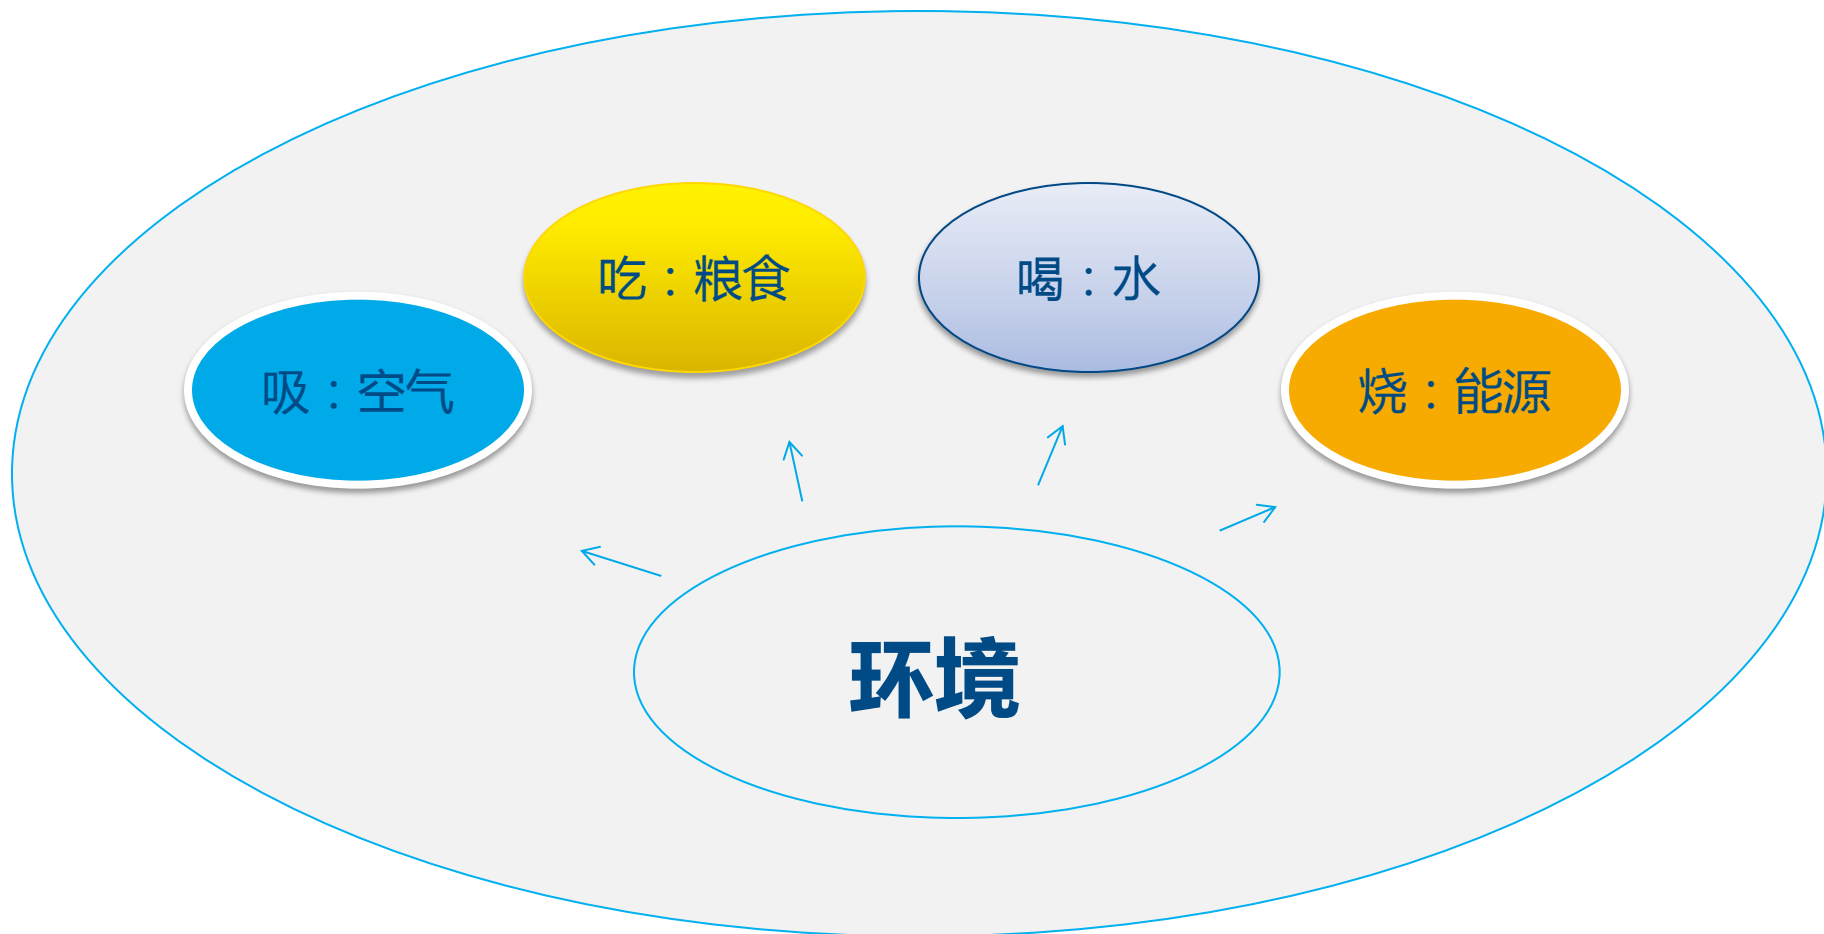 吃：粮食
喝：水
吸：空气
烧：能源
环境